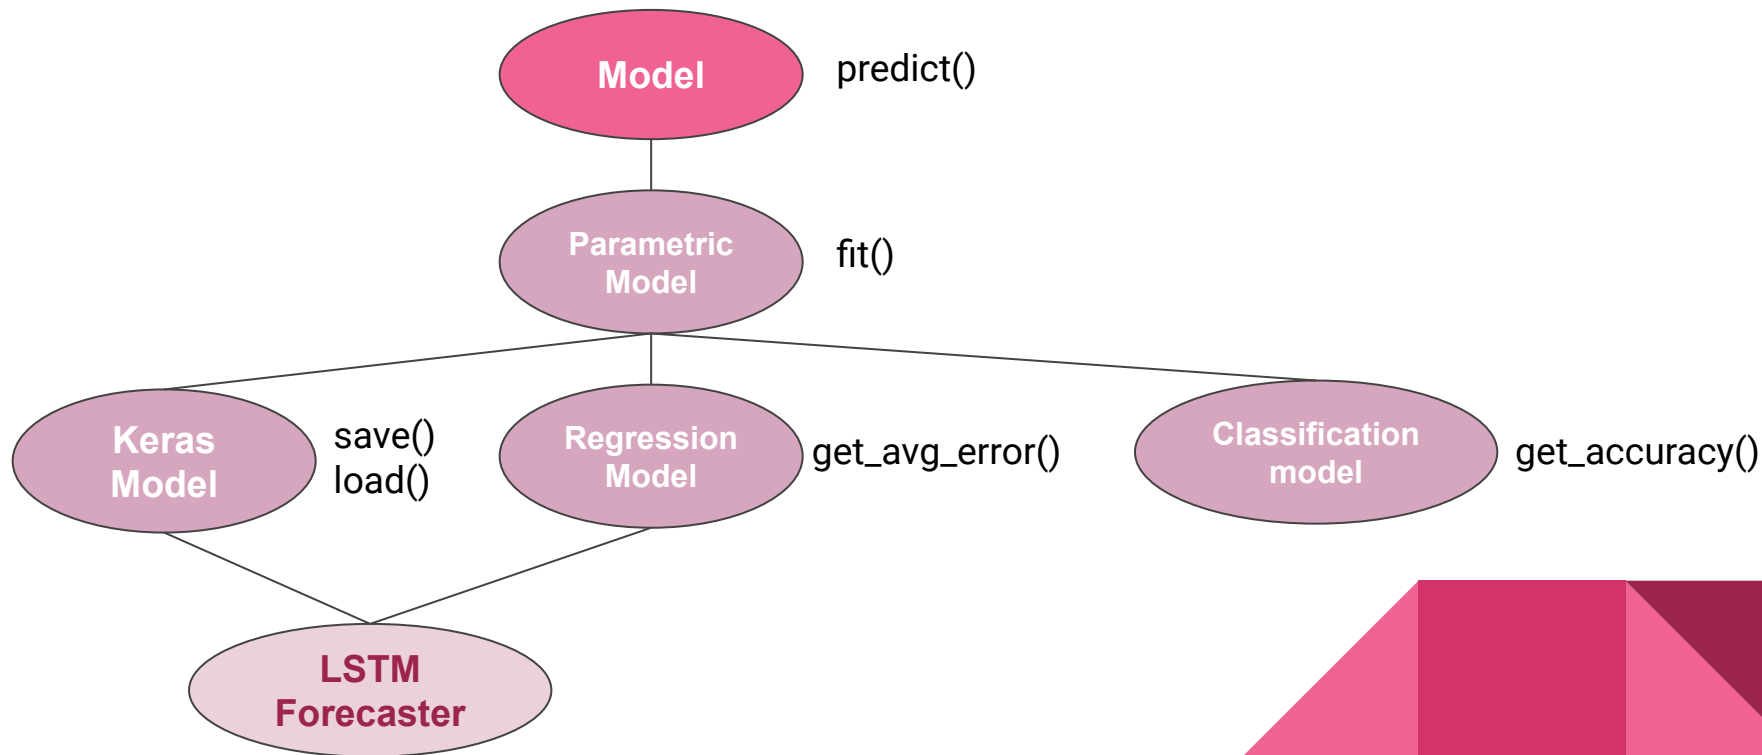 Model
predict()
Parametric
Model
fit()
Keras
Model
save()
load()
Regression
Model
get_avg_error()
Classification
model
get_accuracy()
LSTM
Forecaster